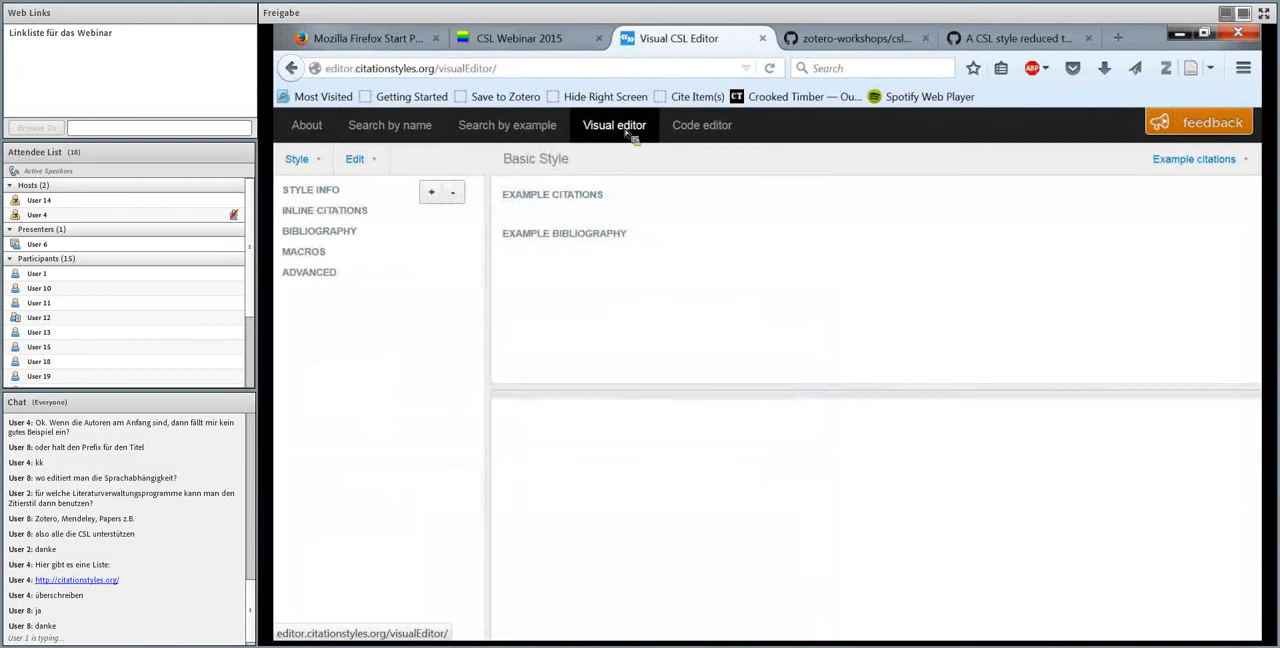 Web Links
Linkliste für das Webinar
Browse To
Attendee List (18)
Active Speakers
Hosts (2)
User 14
User 4
Presenters (1)
User 6
Participants (15)
User 1
User 10
User 11
User 12
User 13
User 15
User 18
User 19
Chat (Everyone)
User 4: Ok. Wenn die Autoren am Anfang sind, dann fällt mir kein
gutes Beispiel ein?
User 8: oder halt den Prefix für den Titel
User 4: kk
User 8: wo editiert man die Sprachabhängigkeit?
User 2: für welche Literaturverwaltungsprogramme kann man den
Zitierstil dann benutzen?
User 8: Zotero, Mendeley, Papers z.B.
User 8: also alle die CSL unterstützen
User 2: danke
User 4: Hier gibt es eine Liste:
User 4: http://citationstyles.org/
User 4: überschreiben
User 8: ja
User 8: danke
User 1 is typing...
Freigabe
Mozilla Firefox Start P...
CSL Webinar 2015
Visual CSL Editor
zotero-workshops/csl...
A CSL style reduced t...
editor.citationstyles.org/visualEditor/
Search
ABP
Z
Most Visited
Getting Started
Save to Zotero
Hide Right Screen
Cite Item(s)
CT Crooked Timber — Ou...
Spotify Web Player
About
Search by name
Search by example
Visual editor
Code editor
feedback
Style
Edit
Basic Style
Example citations
STYLE INFO
+ -
INLINE CITATIONS
BIBLIOGRAPHY
MACROS
ADVANCED
EXAMPLE CITATIONS
EXAMPLE BIBLIOGRAPHY
editor.citationstyles.org/visualEditor/